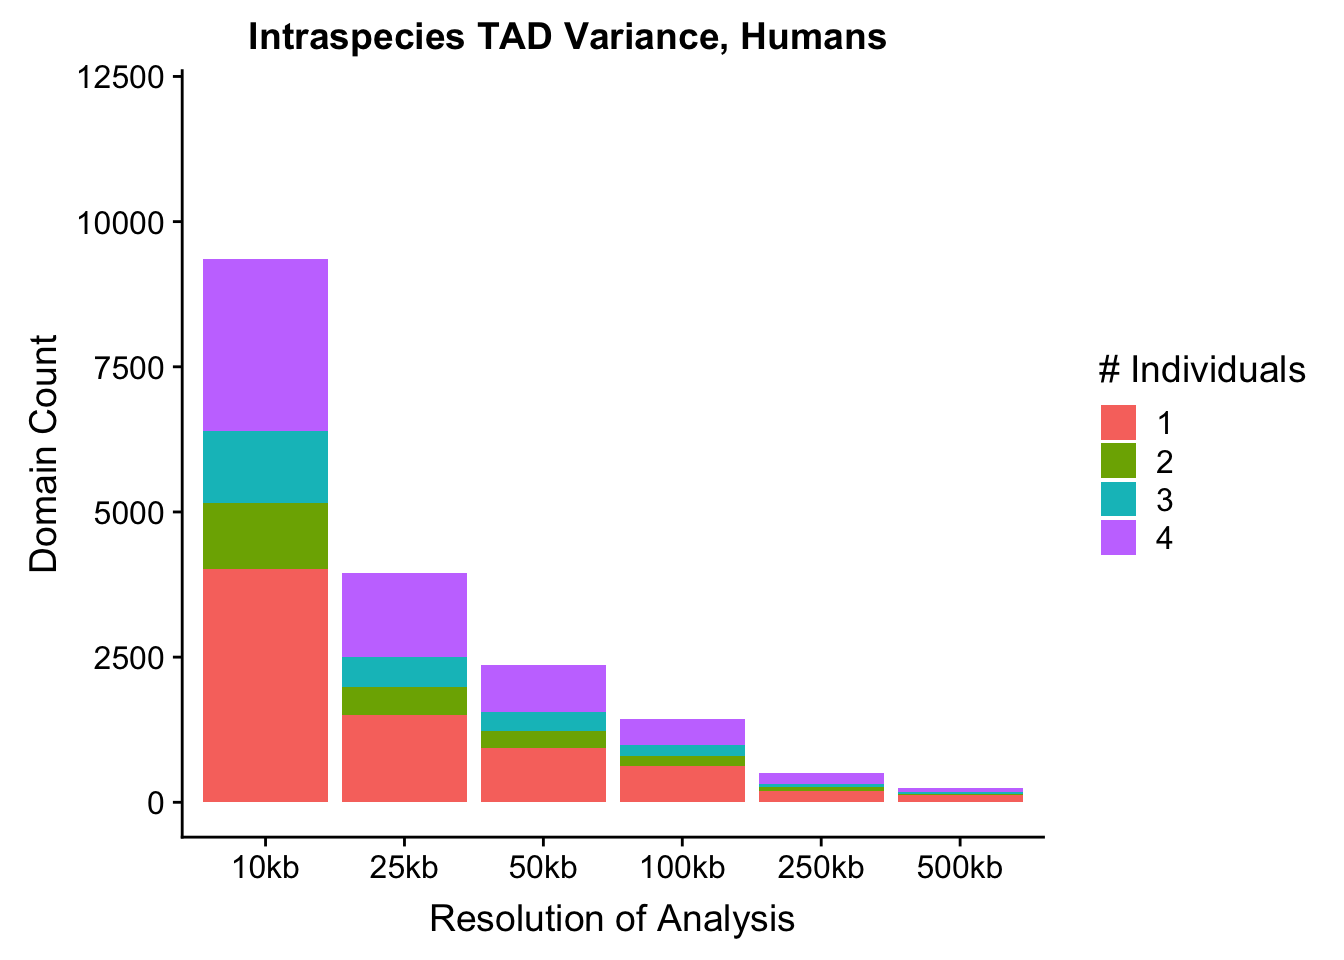 Intraspecies TAD Variance, Humans
12500
10000
7500
5000
2500
0
Domain Count
10kb 25kb 50kb 100kb 250kb 500kb
Resolution of Analysis
# Individuals
1
2
3
4